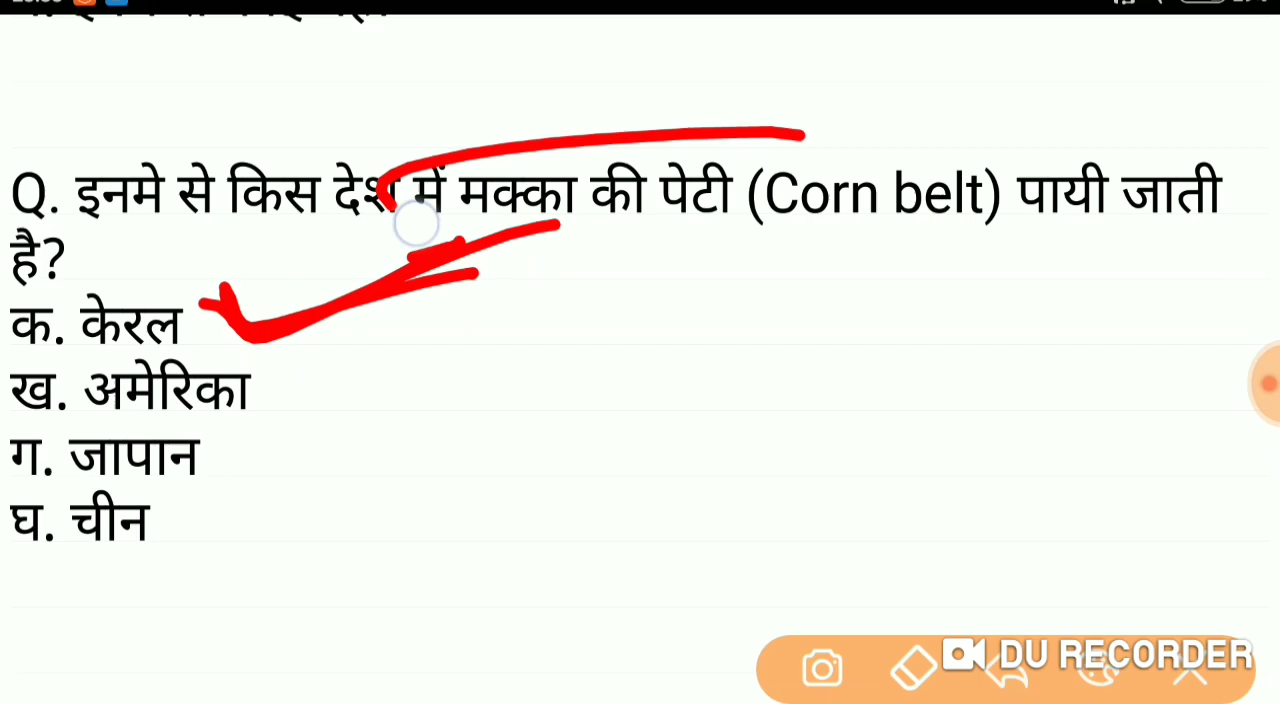 Q. इनमे से किस देश में मक्का की पेटी (Corn belt) पायी जाती
है?
क. केरल
ख. अमेरिका
ग. जापान
घ. चीन
DU RECORDER